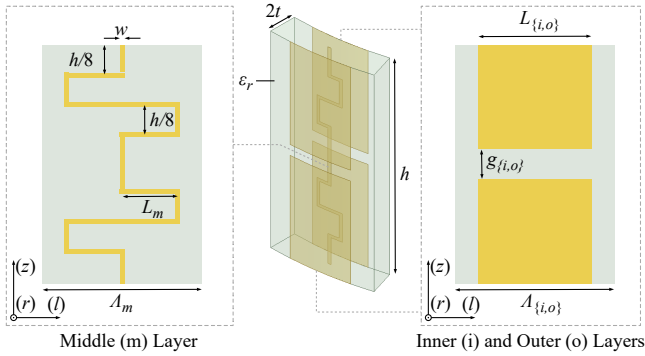 w
h/8
h/8
L_m
(z)
(r) (l)
Λ_m
Middle (m) Layer
2t
ε_r
h
L_{i,o}
g_{i,o}
(z)
(r) (l)
Λ_{i,o}
Inner (i) and Outer (o) Layers